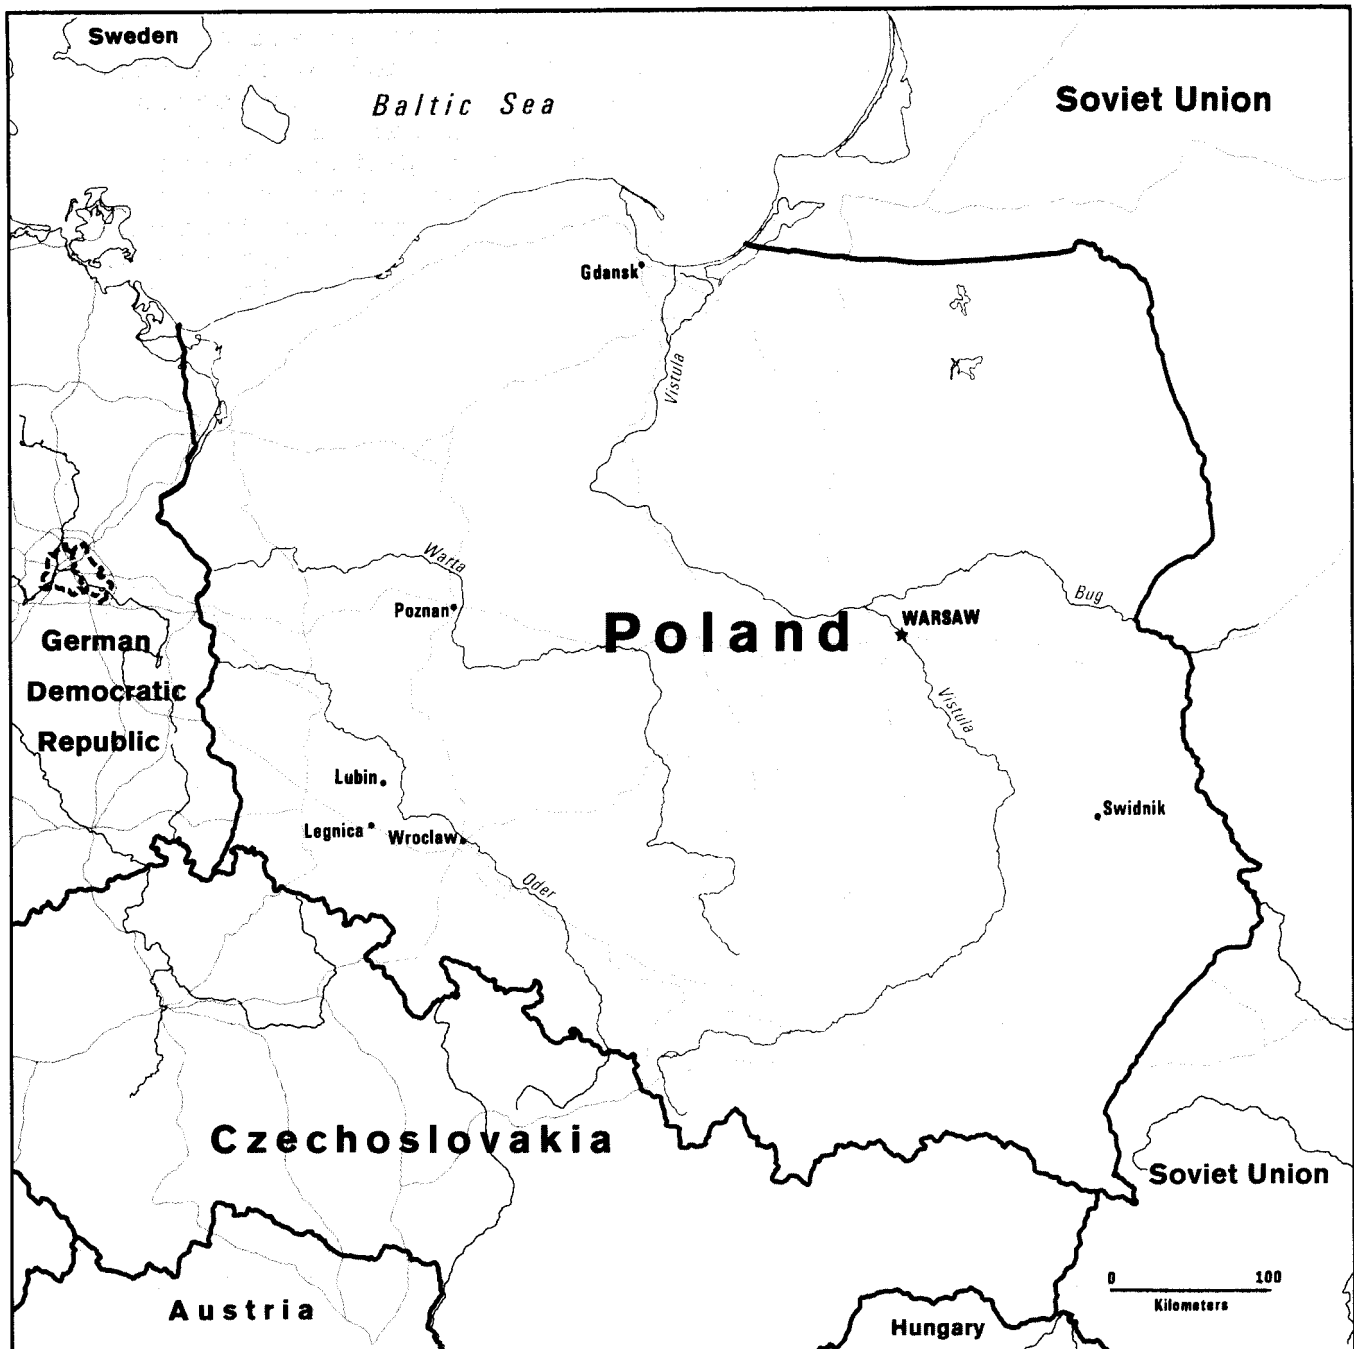 Sweden
Baltic Sea
Soviet Union
Gdansk
Vistula
Warta
Bug
Poznan
Poland
WARSAW
German
Democratic
Republic
Vistula
Lubin
Swidnik
Legnica
Wroclaw
Oder
Czechoslovakia
Soviet Union
0 100
Kilometers
Austria
Hungary